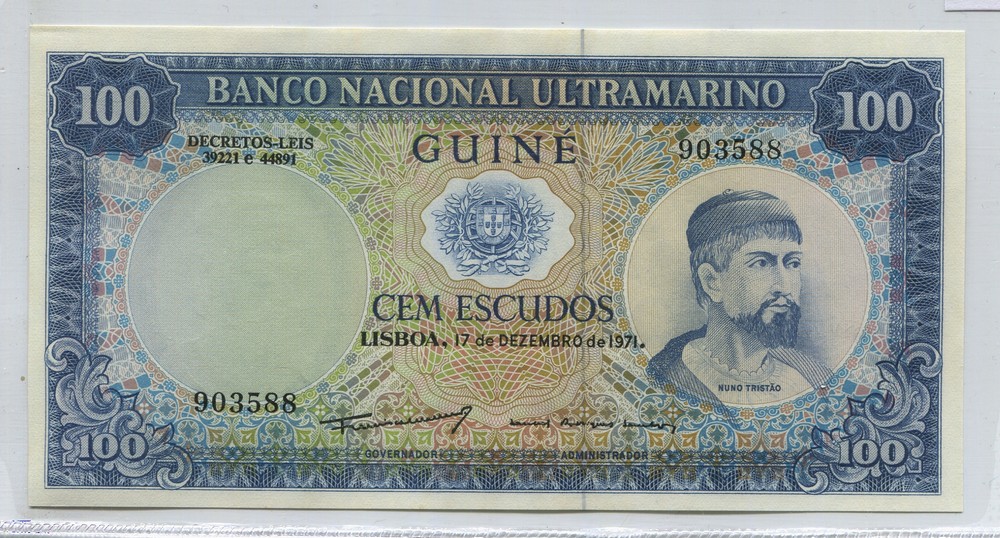 100 BANCO NACIONAL ULTRAMARINO 100
DECRETOS-LEIS
39221 e 44891
GUINÉ
903588
CEM ESCUDOS
LISBOA, 17 de DEZEMBRO de 1971.
NUNO TRISTÃO
903588
GOVERNADOR
ADMINISTRADOR
100
100